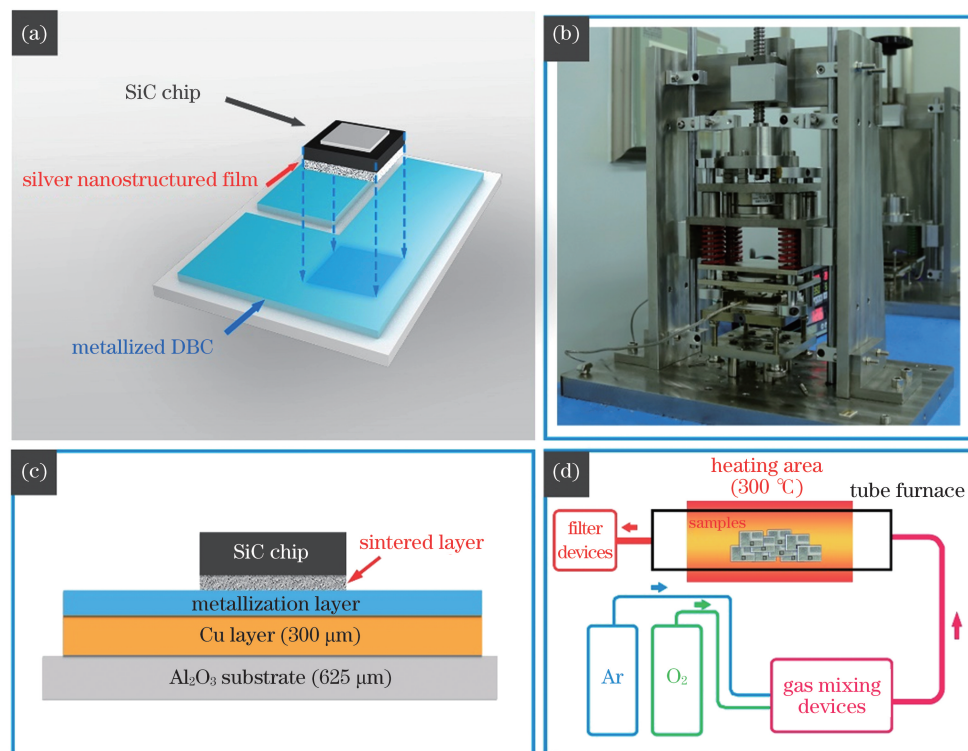 (a)
SiC chip
silver nanostructured film
metallized DBC
(b)
(c)
SiC chip
sintered layer
metallization layer
Cu layer (300 μm)
Al₂O₃ substrate (625 μm)
(d)
heating area
(300 ℃)
tube furnace
filter
devices
samples
Ar
O₂
gas mixing
devices